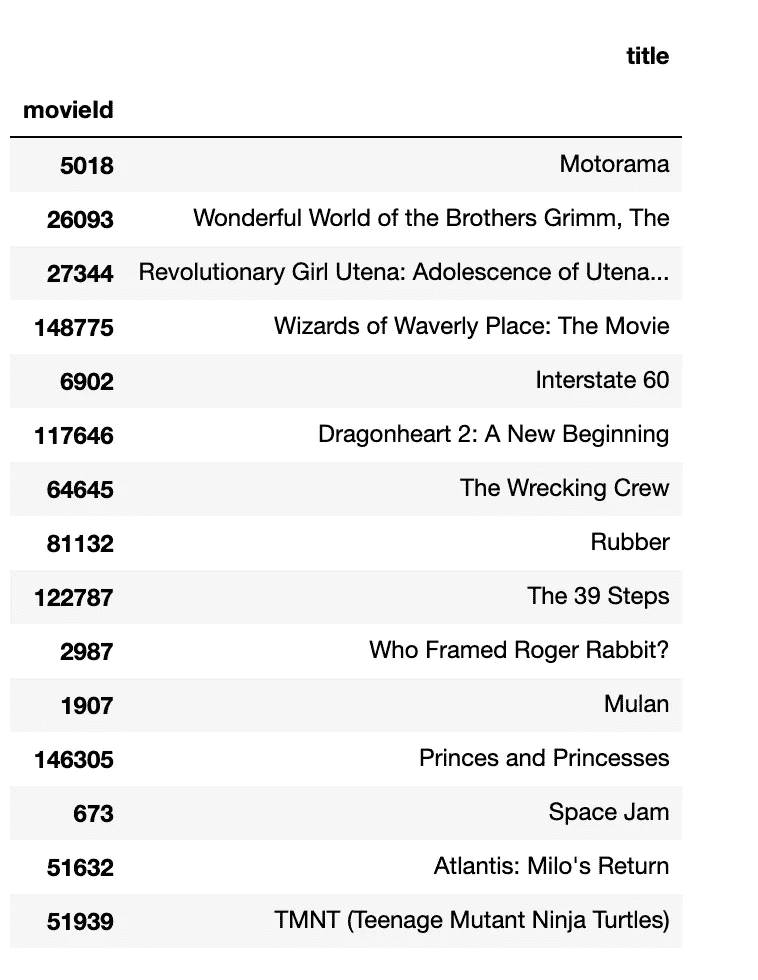 title
movieId
5018 Motorama
26093 Wonderful World of the Brothers Grimm, The
27344 Revolutionary Girl Utena: Adolescence of Utena...
148775 Wizards of Waverly Place: The Movie
6902 Interstate 60
117646 Dragonheart 2: A New Beginning
64645 The Wrecking Crew
81132 Rubber
122787 The 39 Steps
2987 Who Framed Roger Rabbit?
1907 Mulan
146305 Princes and Princesses
673 Space Jam
51632 Atlantis: Milo's Return
51939 TMNT (Teenage Mutant Ninja Turtles)